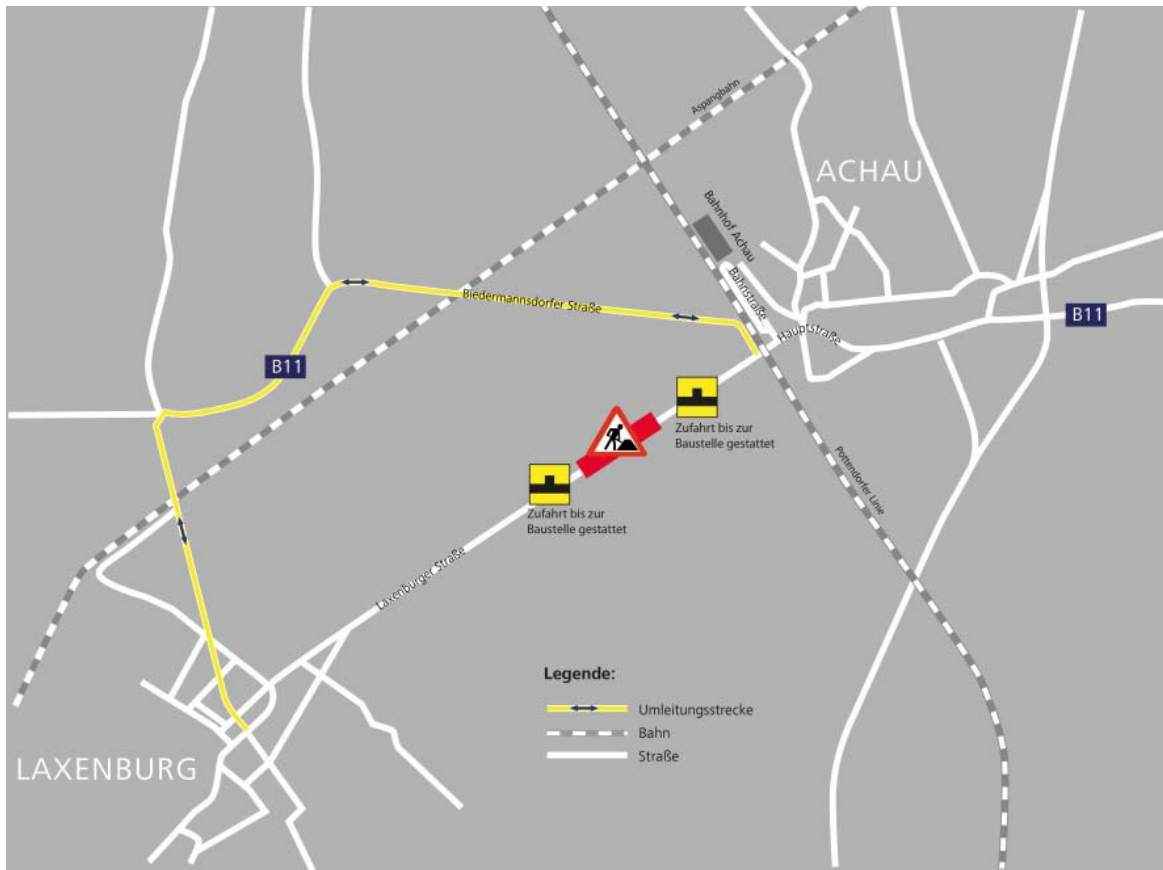 Aspangbahn
ACHAU
Bahnhof Achau
Bahnstraße
Biedermannsdorfer Straße
Hauptstraße
B11
B11
Zufahrt bis zur
Baustelle gestattet
Zufahrt bis zur
Baustelle gestattet
Pottendorfer Linie
Laxenburger Straße
LAXENBURG
Legende:
Umleitungsstrecke
Bahn
Straße